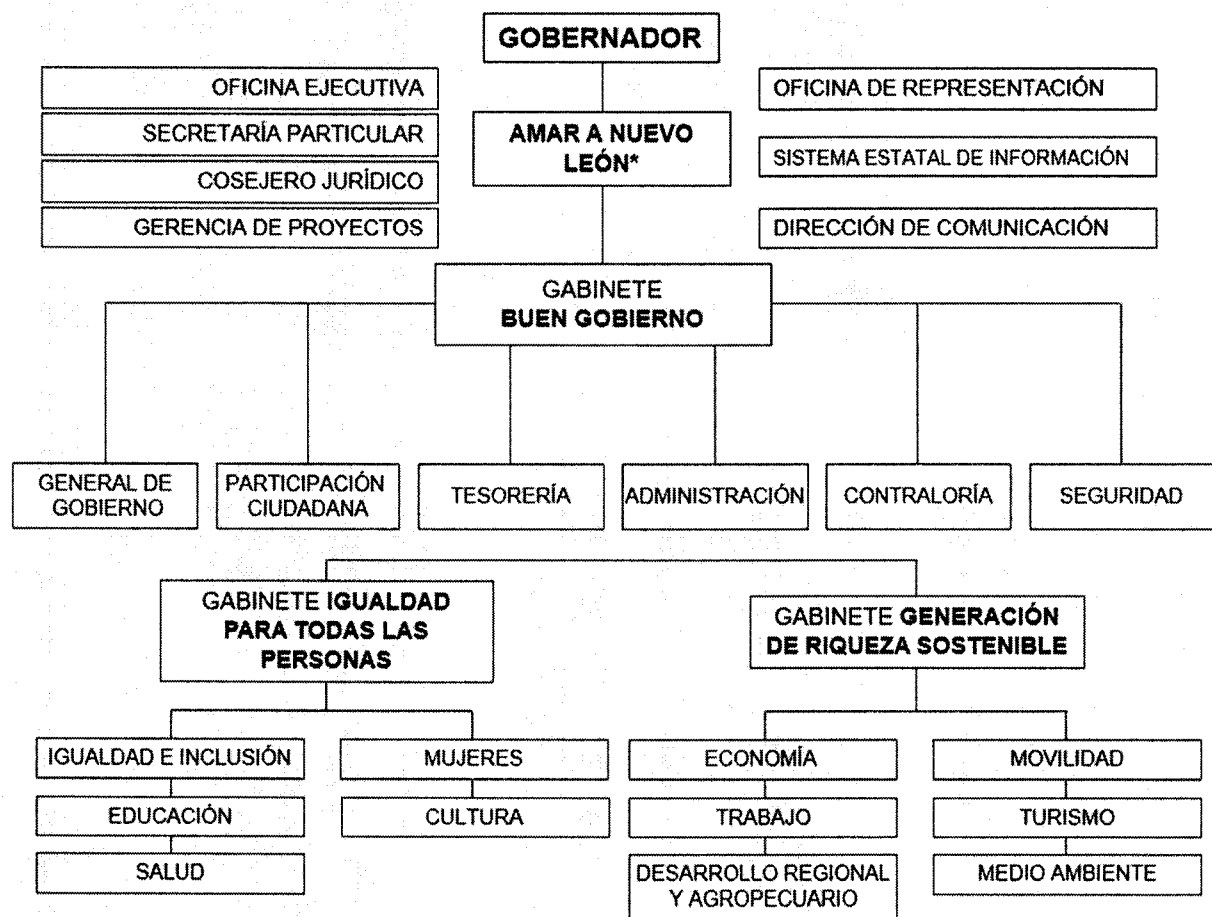 GOBERNADOR
OFICINA EJECUTIVA
SECRETARÍA PARTICULAR
COSEJERO JURÍDICO
GERENCIA DE PROYECTOS
AMAR A NUEVO
LEÓN*
OFICINA DE REPRESENTACIÓN
SISTEMA ESTATAL DE INFORMACIÓN
DIRECCIÓN DE COMUNICACIÓN
GABINETE
BUEN GOBIERNO
GENERAL DE
GOBIERNO
PARTICIPACIÓN
CIUDADANA
TESORERÍA
ADMINISTRACIÓN
CONTRALORÍA
SEGURIDAD
GABINETE IGUALDAD
PARA TODAS LAS
PERSONAS
GABINETE GENERACIÓN
DE RIQUEZA SOSTENIBLE
IGUALDAD E INCLUSIÓN
EDUCACIÓN
SALUD
MUJERES
CULTURA
ECONOMÍA
TRABAJO
DESARROLLO REGIONAL
Y AGROPECUARIO
MOVILIDAD
TURISMO
MEDIO AMBIENTE